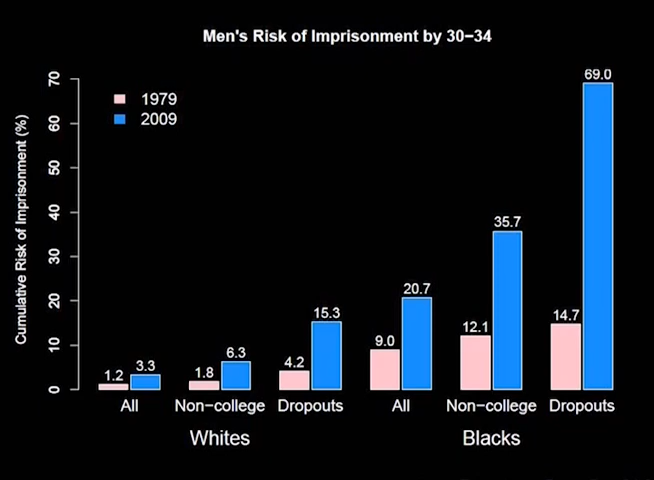 Men's Risk of Imprisonment by 30−34
Cumulative Risk of Imprisonment (%)
70
60
50
40
30
20
10
0
1979
2009
1.2
3.3
1.8
6.3
4.2
15.3
9.0
20.7
12.1
35.7
14.7
69.0
All
Non−college
Dropouts
All
Non−college
Dropouts
Whites
Blacks